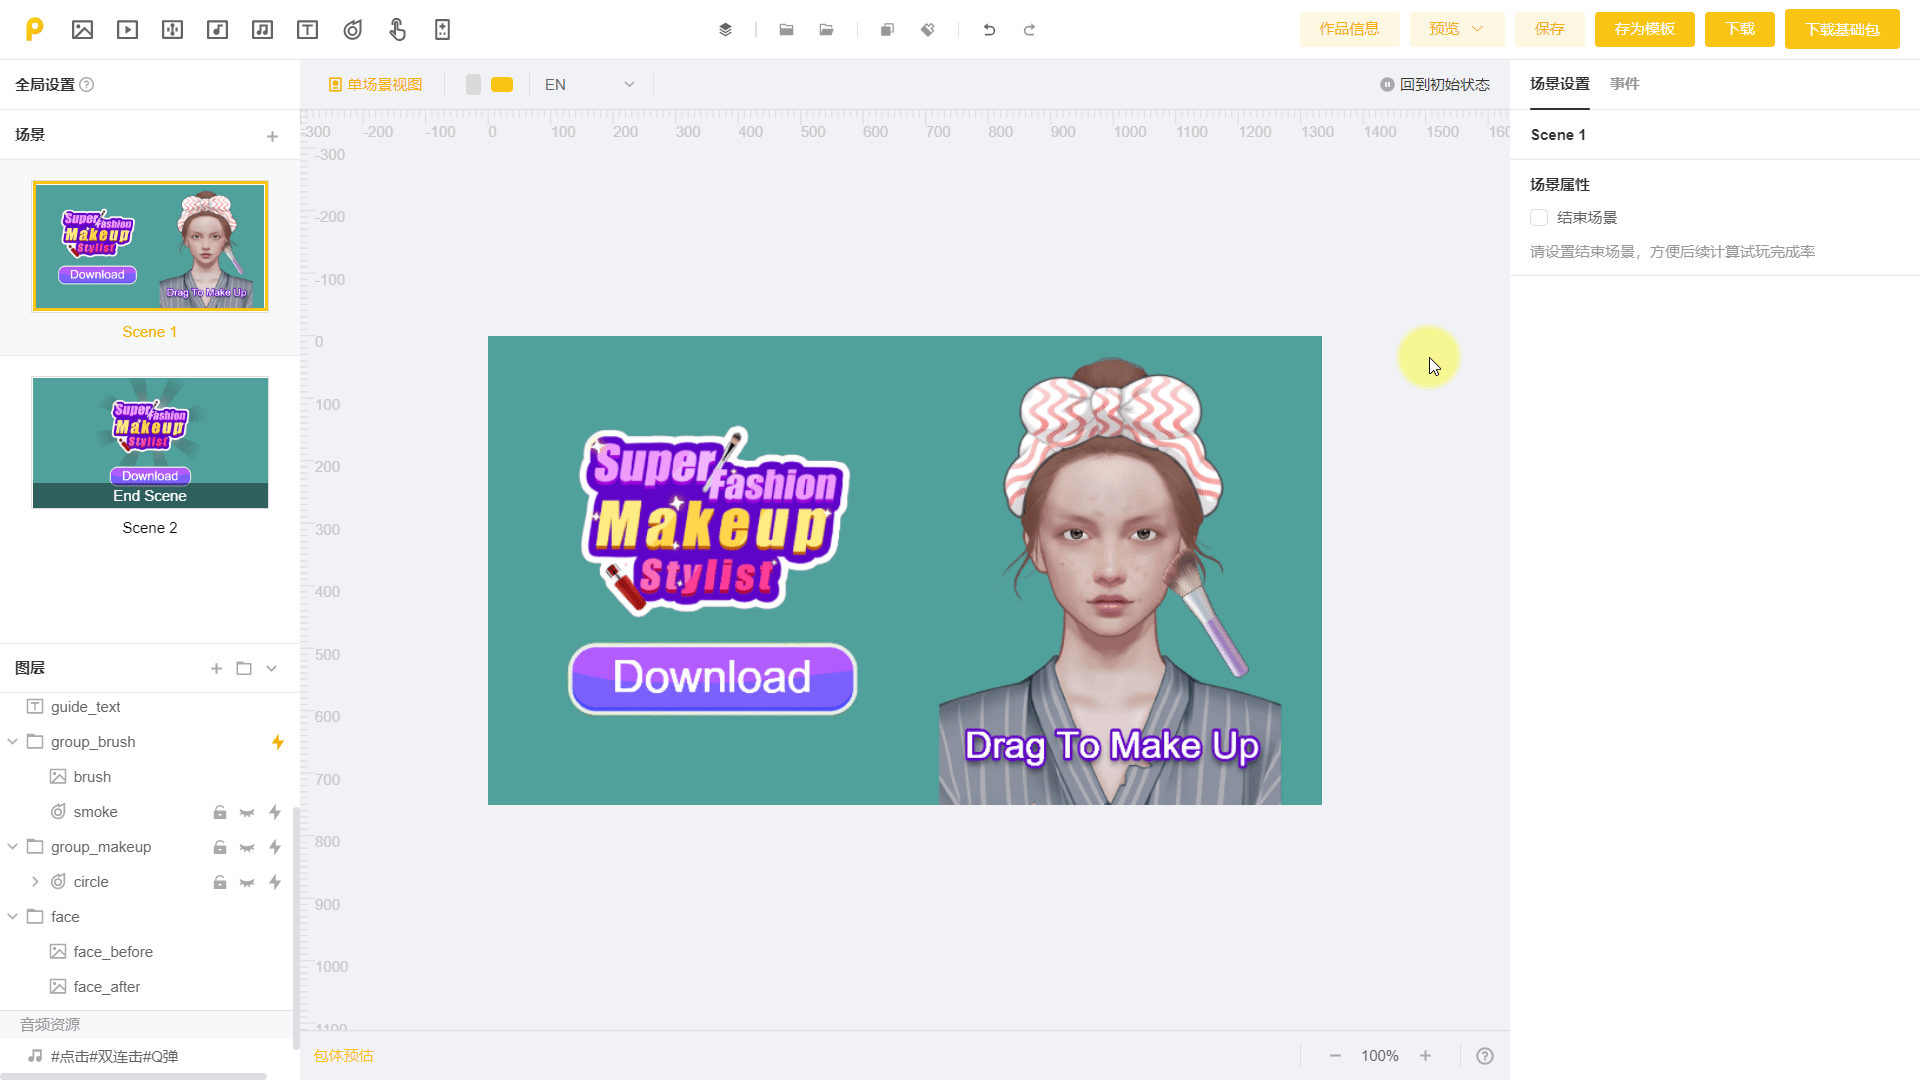 作品信息
预览
保存
存为模板
下载
下载基础包
全局设置
单场景视图
EN
回到初始状态
场景设置
事件
场景
-300 -200 -100 0 100 200 300 400 500 600 700 800 900 1000 1100 1200 1300 1400 1500
Scene 1
-300
-200
-100
0
100
200
300
400
500
600
700
800
900
1000
1100
场景属性
结束场景
请设置结束场景，方便后续计算试玩完成率
Super
Fashion
Makeup
Stylist
Download
Drag To Make Up
Scene 1
Super
Fashion
Makeup
Stylist
Download
End Scene
Scene 2
Super
Fashion
Makeup
Stylist
Download
Drag To Make Up
图层
guide_text
group_brush
brush
smoke
group_makeup
circle
face
face_before
face_after
音频资源
#点击#双连击#Q弹
包体预估
100%